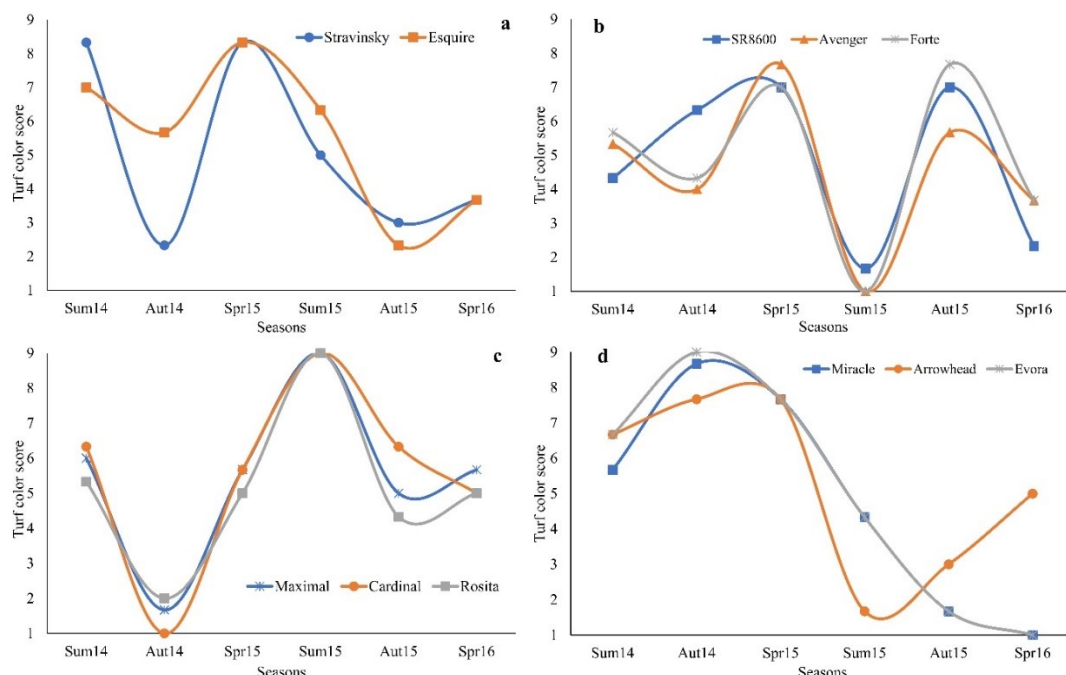 a
Stravinsky Esquire
Turf color score
9
8
7
6
5
4
3
2
1
Sum14 Aut14 Spr15 Sum15 Aut15 Spr16
Seasons
b
SR8600 Avenger Forte
Turf color score
9
8
7
6
5
4
3
2
1
Sum14 Aut14 Spr15 Sum15 Aut15 Spr16
Seasons
c
Turf color score
9
8
7
6
5
4
3
2
1
Maximal Cardinal Rosita
Sum14 Aut14 Spr15 Sum15 Aut15 Spr16
Seasons
d
Miracle Arrowhead Evora
Turf color score
9
8
7
6
5
4
3
2
1
Sum14 Aut14 Spr15 Sum15 Aut15 Spr16
Seasons